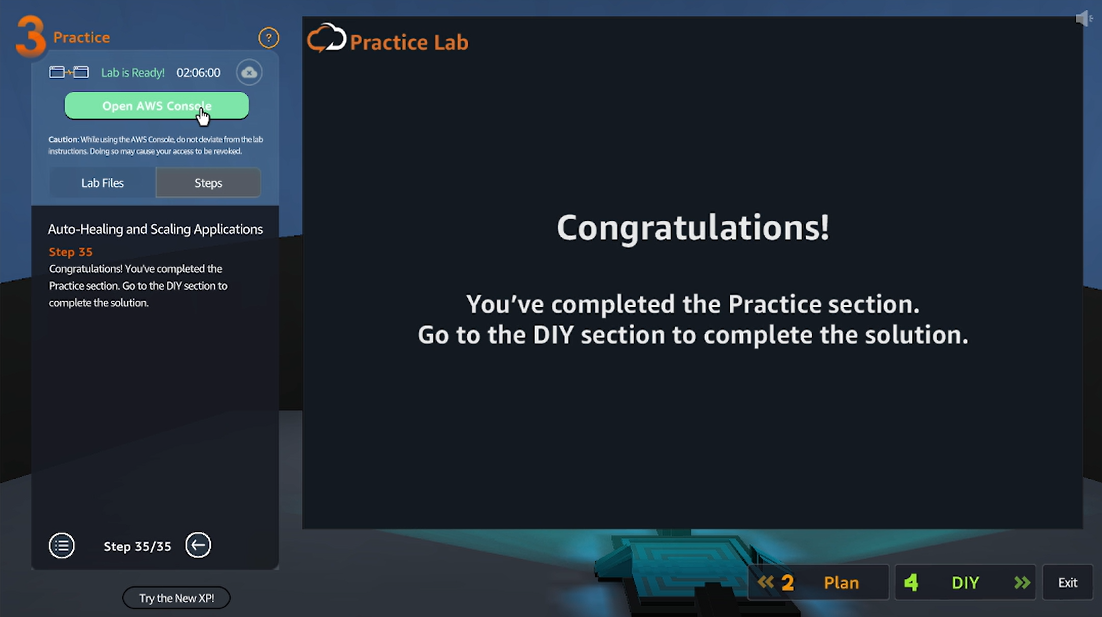 3 Practice
?
Lab is Ready! 02:06:00
Open AWS Console
Caution: While using the AWS Console, do not deviate from the lab
instructions. Doing so may cause your access to be revoked.
Lab Files
Steps
Auto-Healing and Scaling Applications
Step 35
Congratulations! You've completed the
Practice section. Go to the DIY section to
complete the solution.
Step 35/35
Try the New XP!
Practice Lab
Congratulations!
You've completed the Practice section.
Go to the DIY section to complete the solution.
2 Plan
4 DIY
Exit